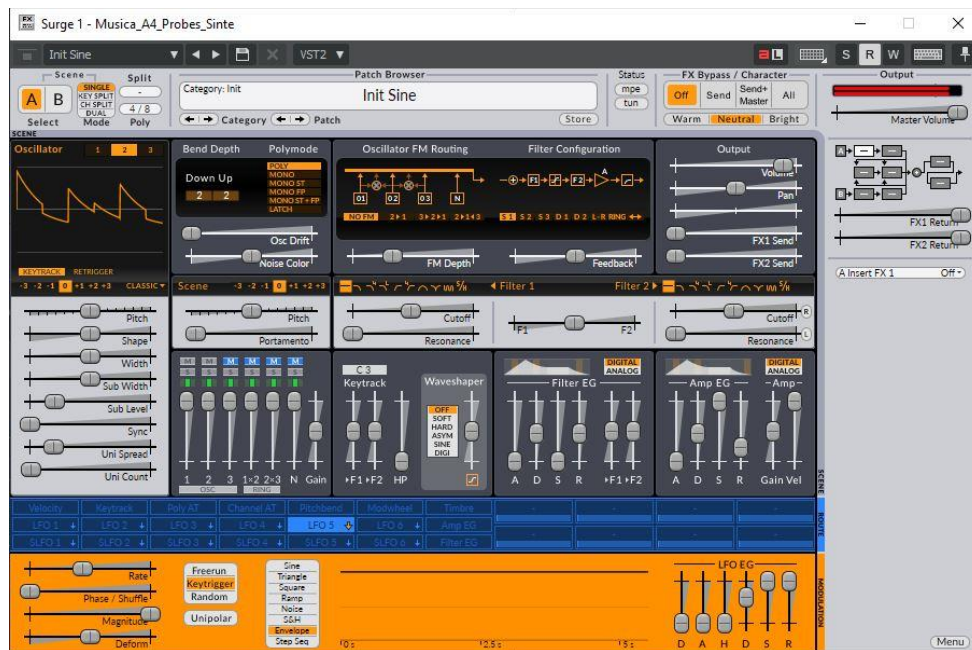 Surge 1 - Musica_A4_Probes_Sinte
Init Sine
VST2
S R W
Scene
Split
A B
SINGLE
KEY SPLIT
CH SPLIT
DUAL
-
4 / 8
Select Mode Poly
Patch Browser
Category: Init
Init Sine
Category Patch
Store
Status
mpe
tun
FX Bypass / Character
Off Send Send+ Master All
Warm Neutral Bright
Output
Master Volume
SCENE
Oscillator 1 2 3
KEYTRACK RETRIGGER
-3 -2 -1 0 +1 +2 +3 CLASSIC
Pitch
Shape
Width
Sub Width
Sub Level
Sync
Uni Spread
Uni Count
Bend Depth Polymode
Down Up
2 2
POLY
MONO
MONO ST
MONO FP
MONO ST+FP
LATCH
Osc Drift
Noise Color
Oscillator FM Routing
O1 O2 O3 N
NO FM 2▸1 3▸2▸1 2▸1◂3
FM Depth
Filter Configuration
F1 F2 A
S 1 S 2 S 3 D 1 D 2 L-R RING
Feedback
Output
Volume
Pan
FX1 Send
FX2 Send
A
B
FX1 Return
FX2 Return
A Insert FX 1 Off
Scene -3 -2 -1 0 +1 +2 +3
Pitch
Portamento
Filter 1
Filter 2
Cutoff
Resonance
F1 F2
Cutoff R
Resonance L
M M M M M M
S S S S S S
1 2 3 1×2 2×3 N Gain
OSC RING
C 3
Keytrack
▸F1 ▸F2 HP
Waveshaper
OFF
SOFT
HARD
ASYM
SINE
DIGI
DIGITAL
ANALOG
Filter EG
A D S R ▸F1 ▸F2
DIGITAL
ANALOG
Amp EG
Amp
A D S R Gain Vel
SCENE
Velocity Keytrack Poly AT Channel AT Pitchbend Modwheel Timbre
LFO 1 LFO 2 LFO 3 LFO 4 LFO 5 LFO 6 Amp EG
SLFO 1 SLFO 2 SLFO 3 SLFO 4 SLFO 5 SLFO 6 Filter EG
ROUTE
Rate
Phase / Shuffle
Magnitude
Deform
Freerun
Keytrigger
Random
Unipolar
Sine
Triangle
Square
Ramp
Noise
S&H
Envelope
Step Seq
0s 2.5s 5s
LFO EG
D A H D S R
MODULATION
Menu